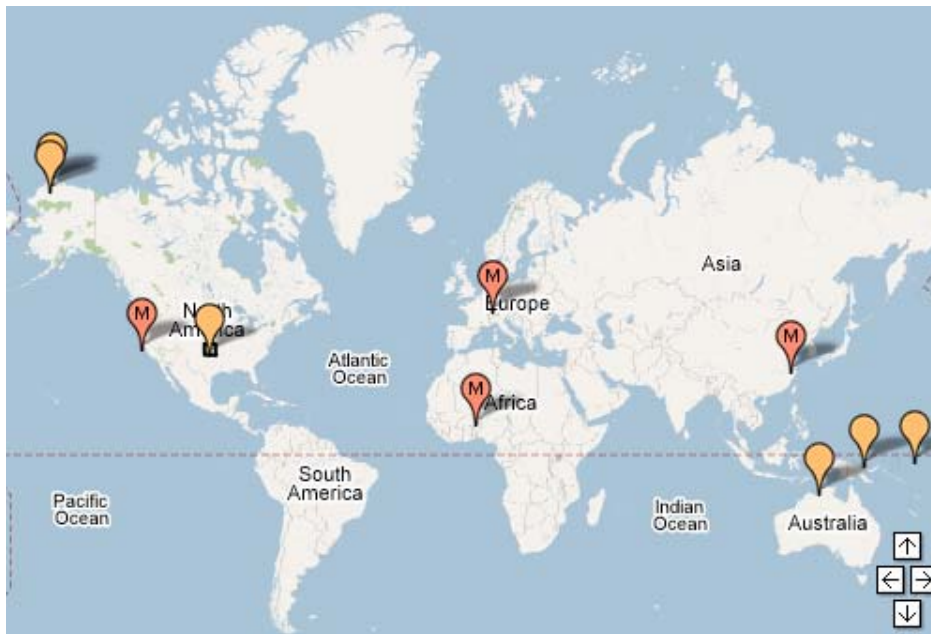 Asia
M
Europe
M
North
America
M
Atlantic
Ocean
M
Africa
South
America
Pacific
Ocean
Indian
Ocean
Australia